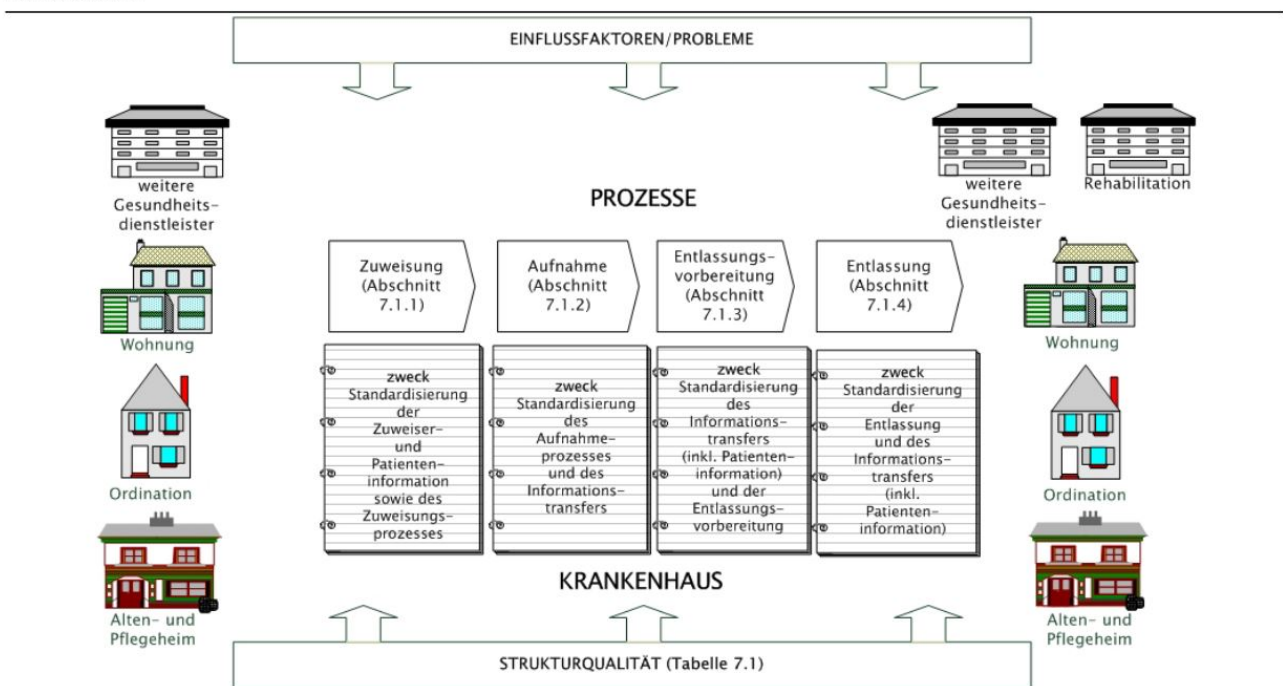 EINFLUSSFAKTOREN/PROBLEME
weitere
Gesundheits-
dienstleister
Wohnung
Ordination
Alten- und
Pflegeheim
PROZESSE
Zuweisung
(Abschnitt
7.1.1)
Aufnahme
(Abschnitt
7.1.2)
Entlassungs-
vorbereitung
(Abschnitt
7.1.3)
Entlassung
(Abschnitt
7.1.4)
zweck
Standardisierung
der
Zuweiser-
und
Patienten-
information
sowie des
Zuweisungs-
prozesses
zweck
Standardisierung
des
Aufnahme-
prozesses
und des
Informations-
transfers
zweck
Standardisierung
des
Informations-
transfers
(inkl. Patienten-
information)
und der
Entlassungs-
vorbereitung
zweck
Standardisierung
der
Entlassung
und des
Informations-
transfers
(inkl.
Patienten-
information)
KRANKENHAUS
weitere
Gesundheits-
dienstleister
Rehabilitation
Wohnung
Ordination
Alten- und
Pflegeheim
STRUKTURQUALITÄT (Tabelle 7.1)